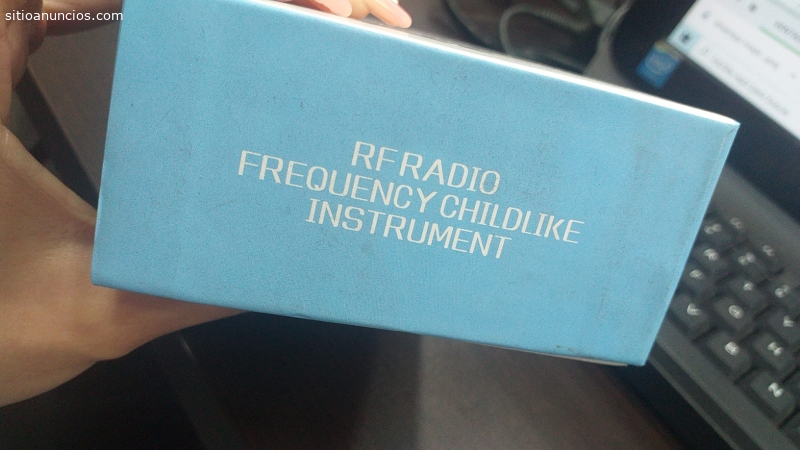 sitioanuncios.com
RF RADIO
FREQUENCY CHILDLIKE
INSTRUMENT